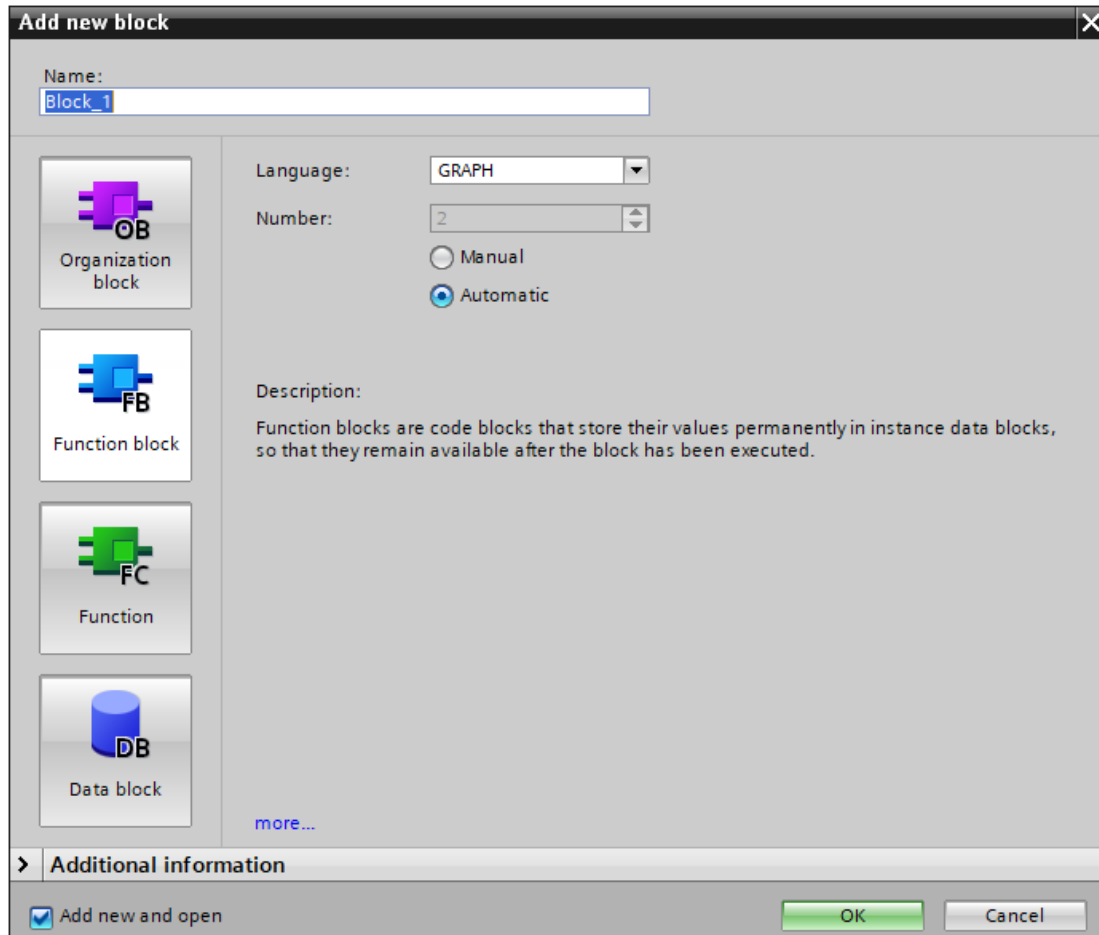 Add new block
Name:
Block_1
OB
Organization
block
FB
Function block
FC
Function
DB
Data block
Language:
GRAPH
Number:
2
Manual
Automatic
Description:
Function blocks are code blocks that store their values permanently in instance data blocks,
so that they remain available after the block has been executed.
more...
Additional information
Add new and open
OK
Cancel